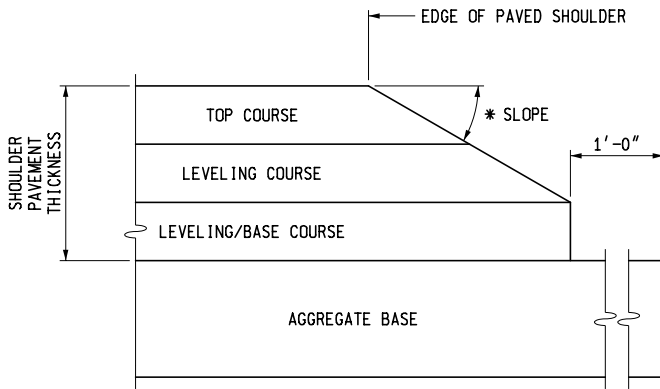 EDGE OF PAVED SHOULDER
TOP COURSE
* SLOPE
1'-0"
SHOULDER
PAVEMENT
THICKNESS
LEVELING COURSE
LEVELING/BASE COURSE
AGGREGATE BASE